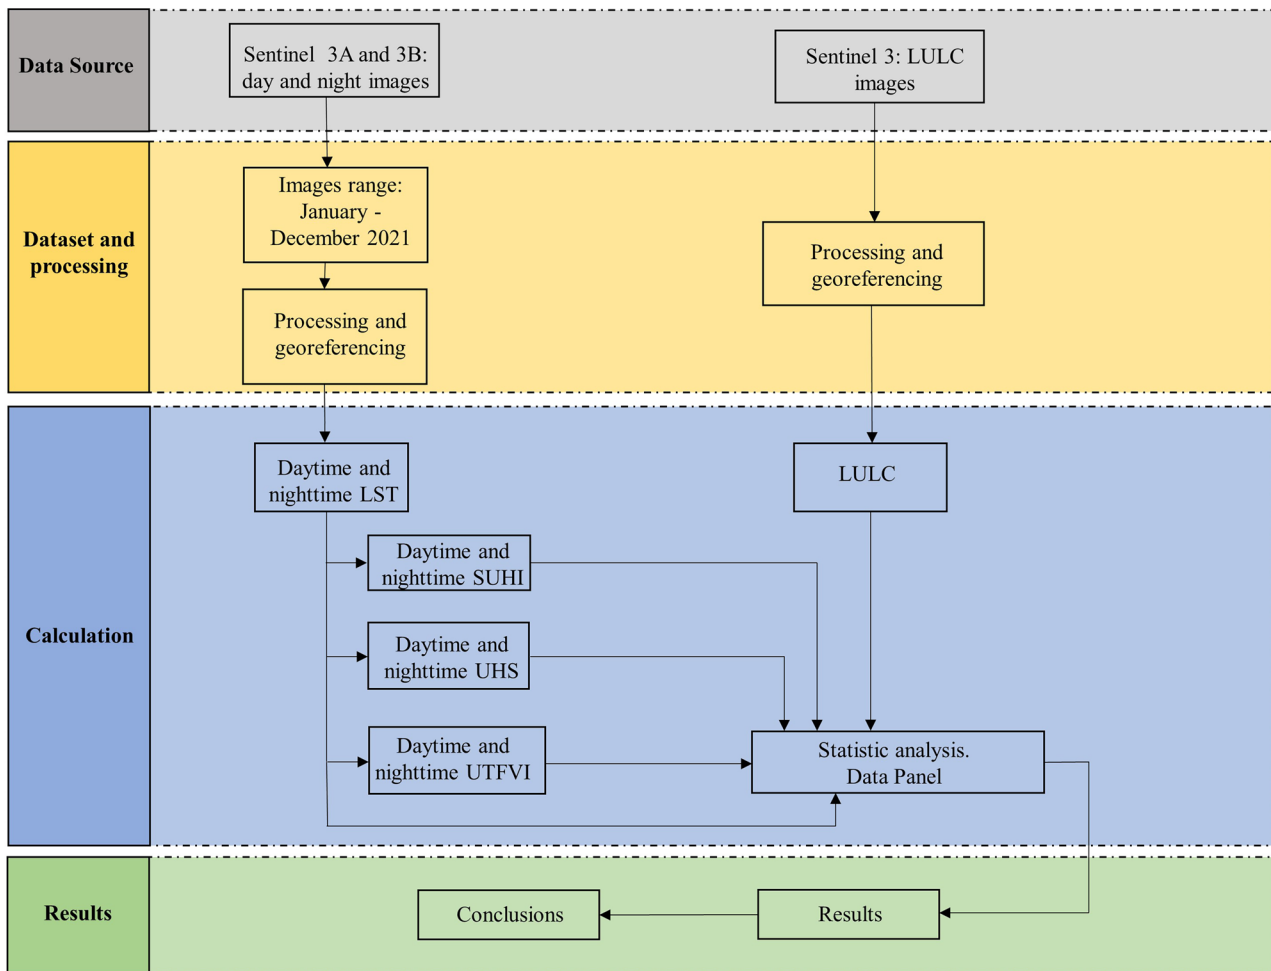 Data Source
Sentinel 3A and 3B:
day and night images
Sentinel 3: LULC
images
Dataset and
processing
Images range:
January -
December 2021
Processing and
georeferencing
Processing and
georeferencing
Calculation
Daytime and
nighttime LST
LULC
Daytime and
nighttime SUHI
Daytime and
nighttime UHS
Daytime and
nighttime UTFVI
Statistic analysis.
Data Panel
Results
Conclusions
Results